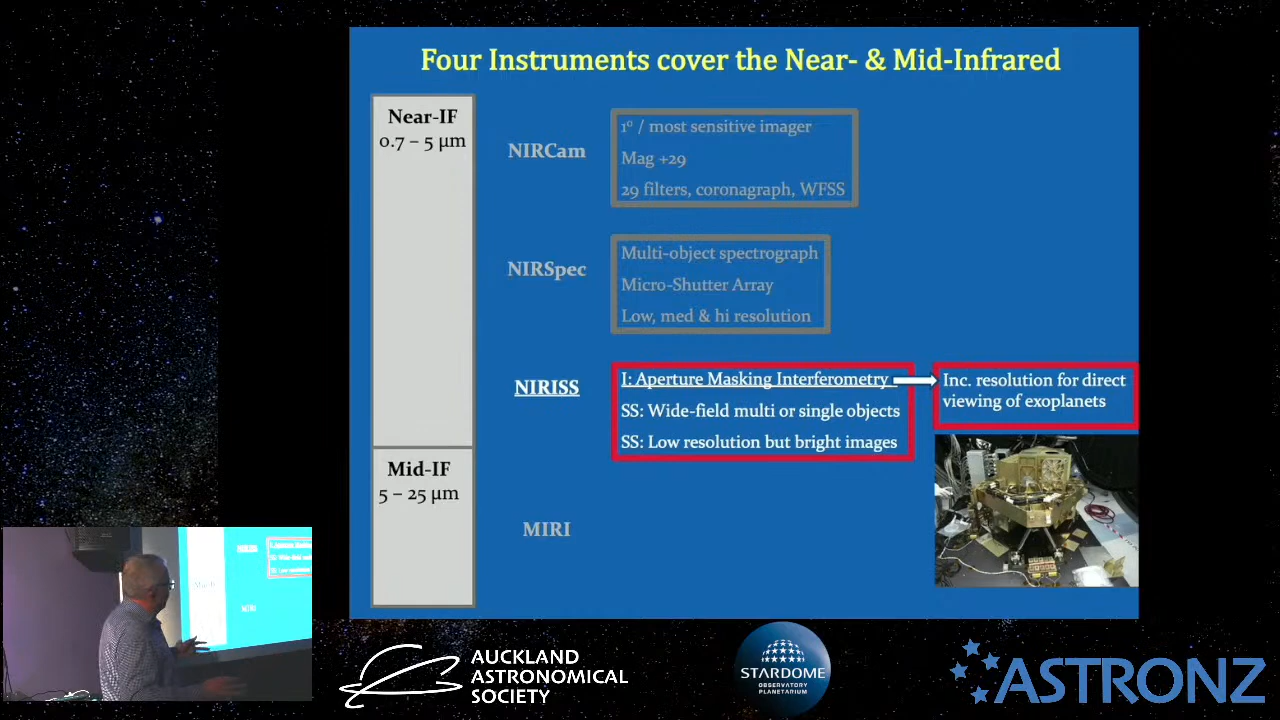 Four Instruments cover the Near- & Mid-Infrared
Near-IF
0.7 – 5 µm
NIRCam
1º / most sensitive imager
Mag +29
29 filters, coronagraph, WFSS
NIRSpec
Multi-object spectrograph
Micro-Shutter Array
Low, med & hi resolution
NIRISS
I: Aperture Masking Interferometry
SS: Wide-field multi or single objects
SS: Low resolution but bright images
Inc. resolution for direct
viewing of exoplanets
Mid-IF
5 – 25 µm
MIRI
AUCKLAND
ASTRONOMICAL
SOCIETY
STARDOME
OBSERVATORY
PLANETARIUM
ASTRONZ